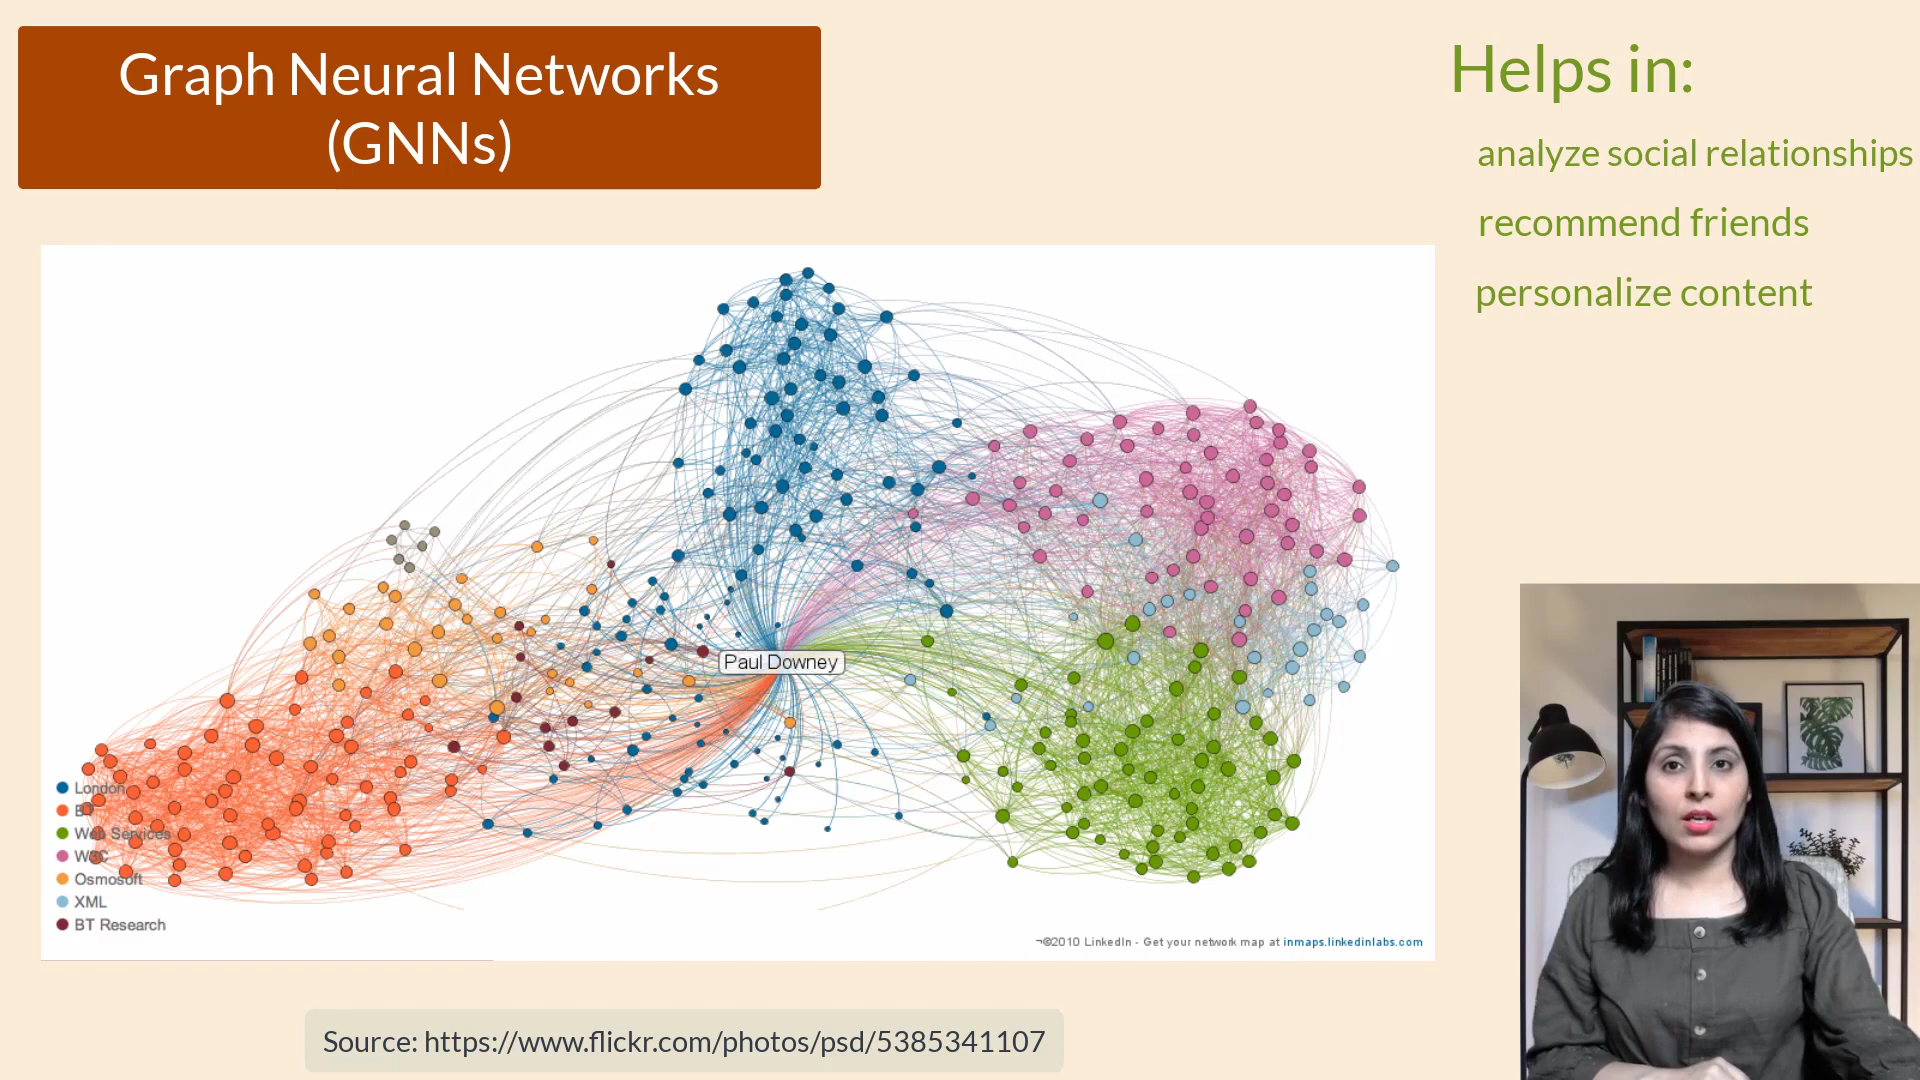 Graph Neural Networks
(GNNs)
Helps in:
analyze social relationships
recommend friends
personalize content
Paul Downey
London
BT
Web Services
W3C
Osmosoft
XML
BT Research
¬©2010 LinkedIn - Get your network map at inmaps.linkedinlabs.com
Source: https://www.flickr.com/photos/psd/5385341107